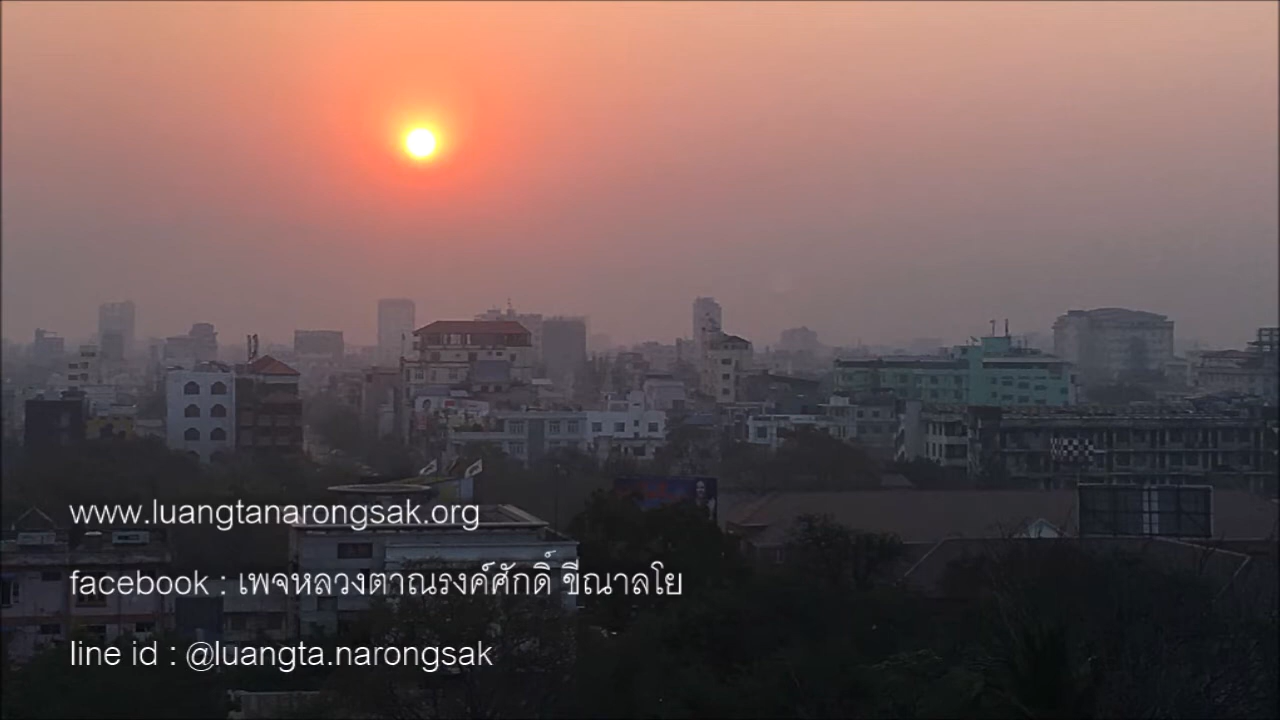 www.luangtanarongsak.org
facebook : เพจหลวงตาณรงค์ศักดิ์ ขีณาลโย
line id : @luangta.narongsak